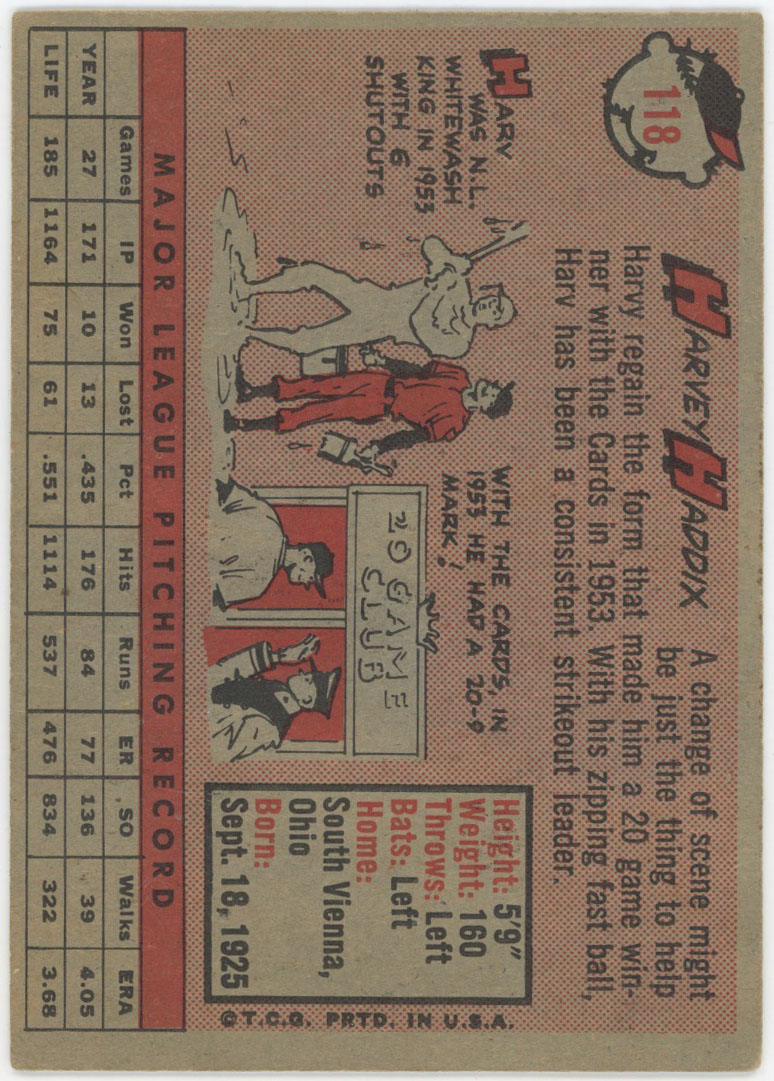 118
HARVEY HADDIX
A change of scene might
be just the thing to help
Harvy regain the form that made him a 20 game win-
ner with the Cards in 1953. With his zipping fast ball,
Harv has been a consistent strikeout leader.
HARV
WAS N.L.
WHITEWASH
KING IN 1953
WITH 6
SHUTOUTS
WITH THE CARDS, IN
1953 HE HAD A 20-9
MARK!
20 GAME
CLUB
Height: 5'9"
Weight: 160
Throws: Left
Bats: Left
Home:
South Vienna,
Ohio
Born:
Sept. 18, 1925
© T.C.G. PRTD. IN U.S.A.
MAJOR LEAGUE PITCHING RECORD
Games IP Won Lost Pct Hits Runs ER SO Walks ERA
YEAR 27 171 10 13 .435 176 84 77 136 39 4.05
LIFE 185 1164 75 61 .551 1114 537 476 834 322 3.68